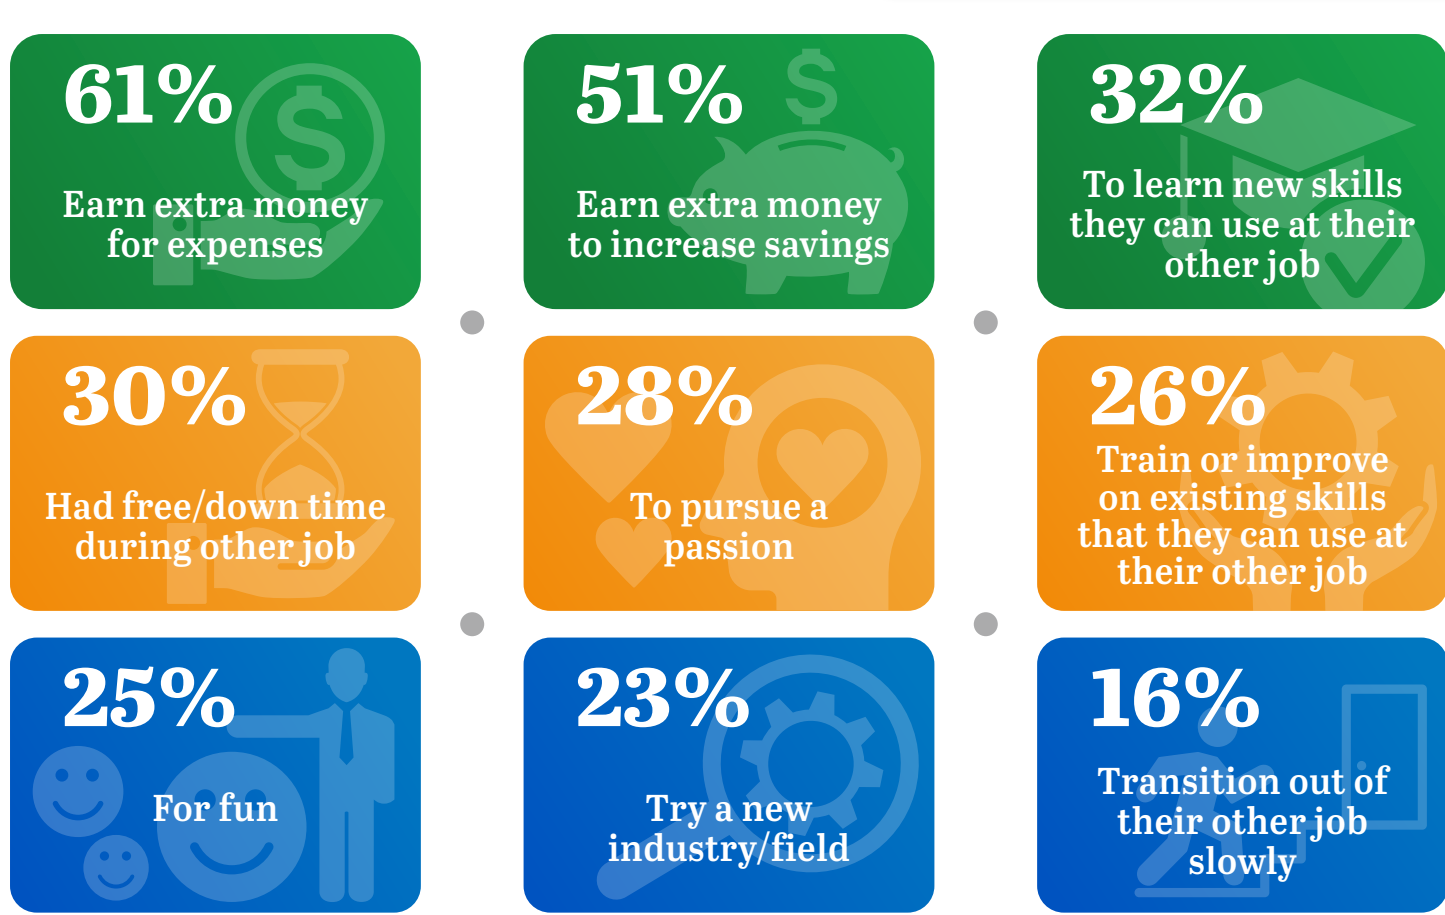 61%
Earn extra money
for expenses
51%
Earn extra money
to increase savings
32%
To learn new skills
they can use at their
other job
30%
Had free/down time
during other job
28%
To pursue a
passion
26%
Train or improve
on existing skills
that they can use at
their other job
25%
For fun
23%
Try a new
industry/field
16%
Transition out of
their other job
slowly